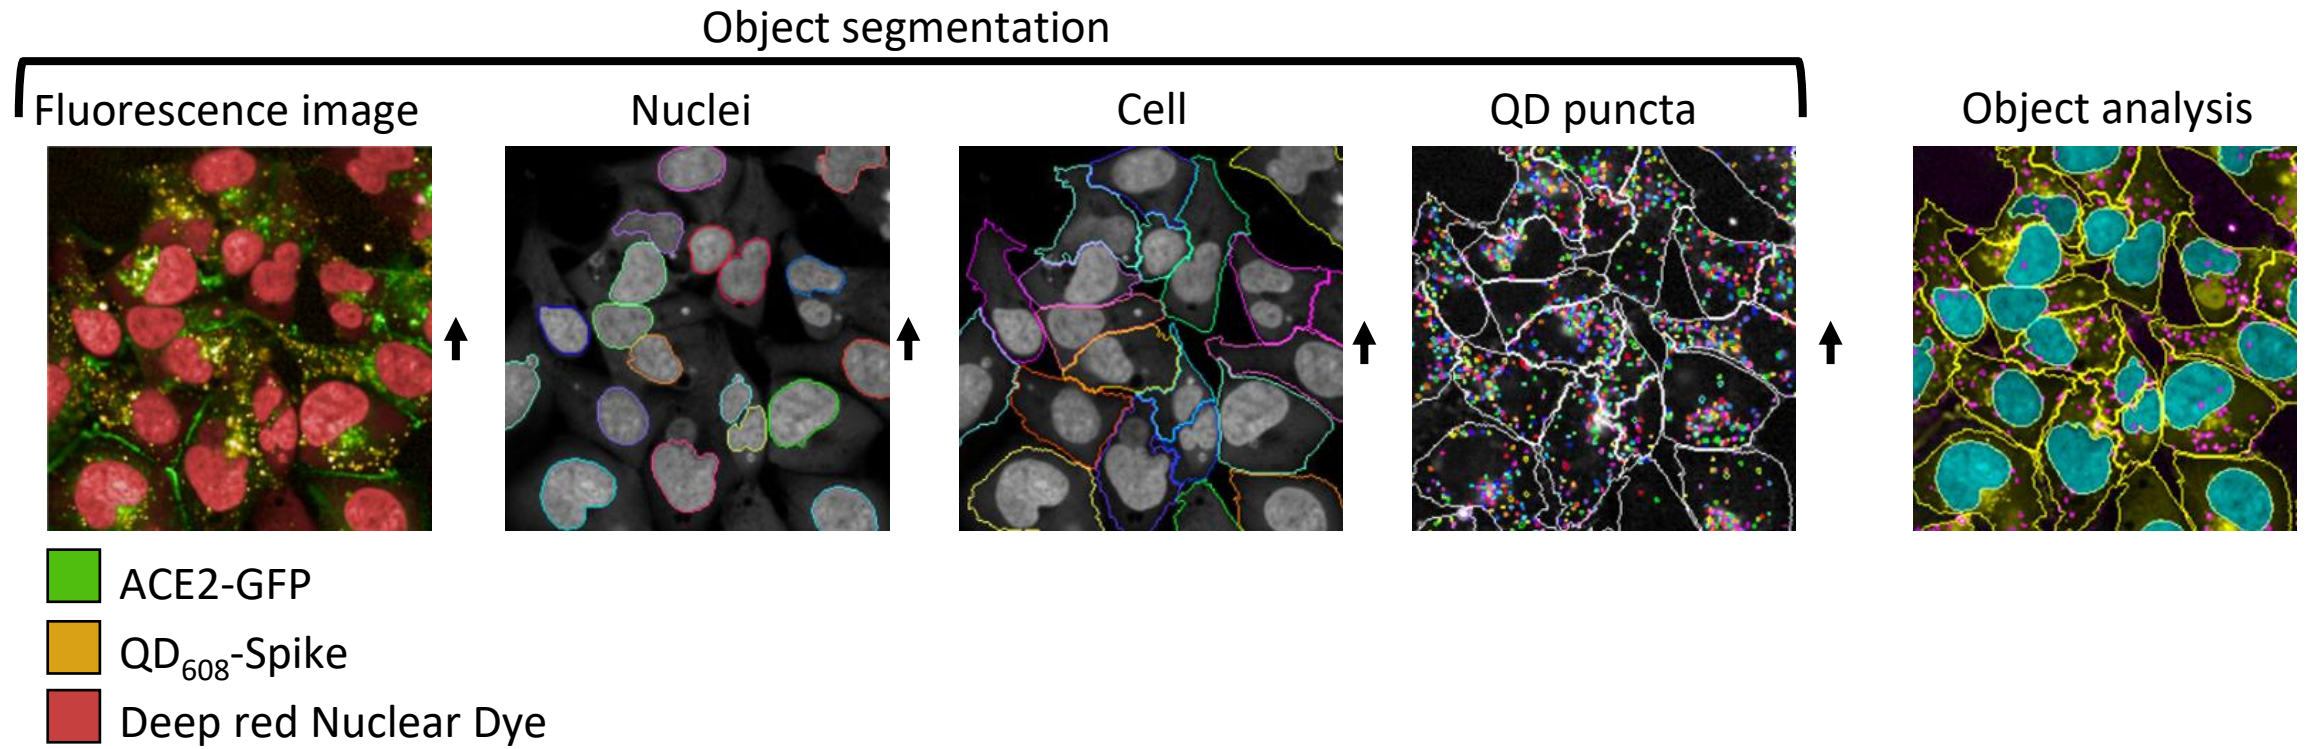 Object segmentation
Fluorescence image
Nuclei
Cell
QD puncta
Object analysis
ACE2-GFP
QD608-Spike
Deep red Nuclear Dye